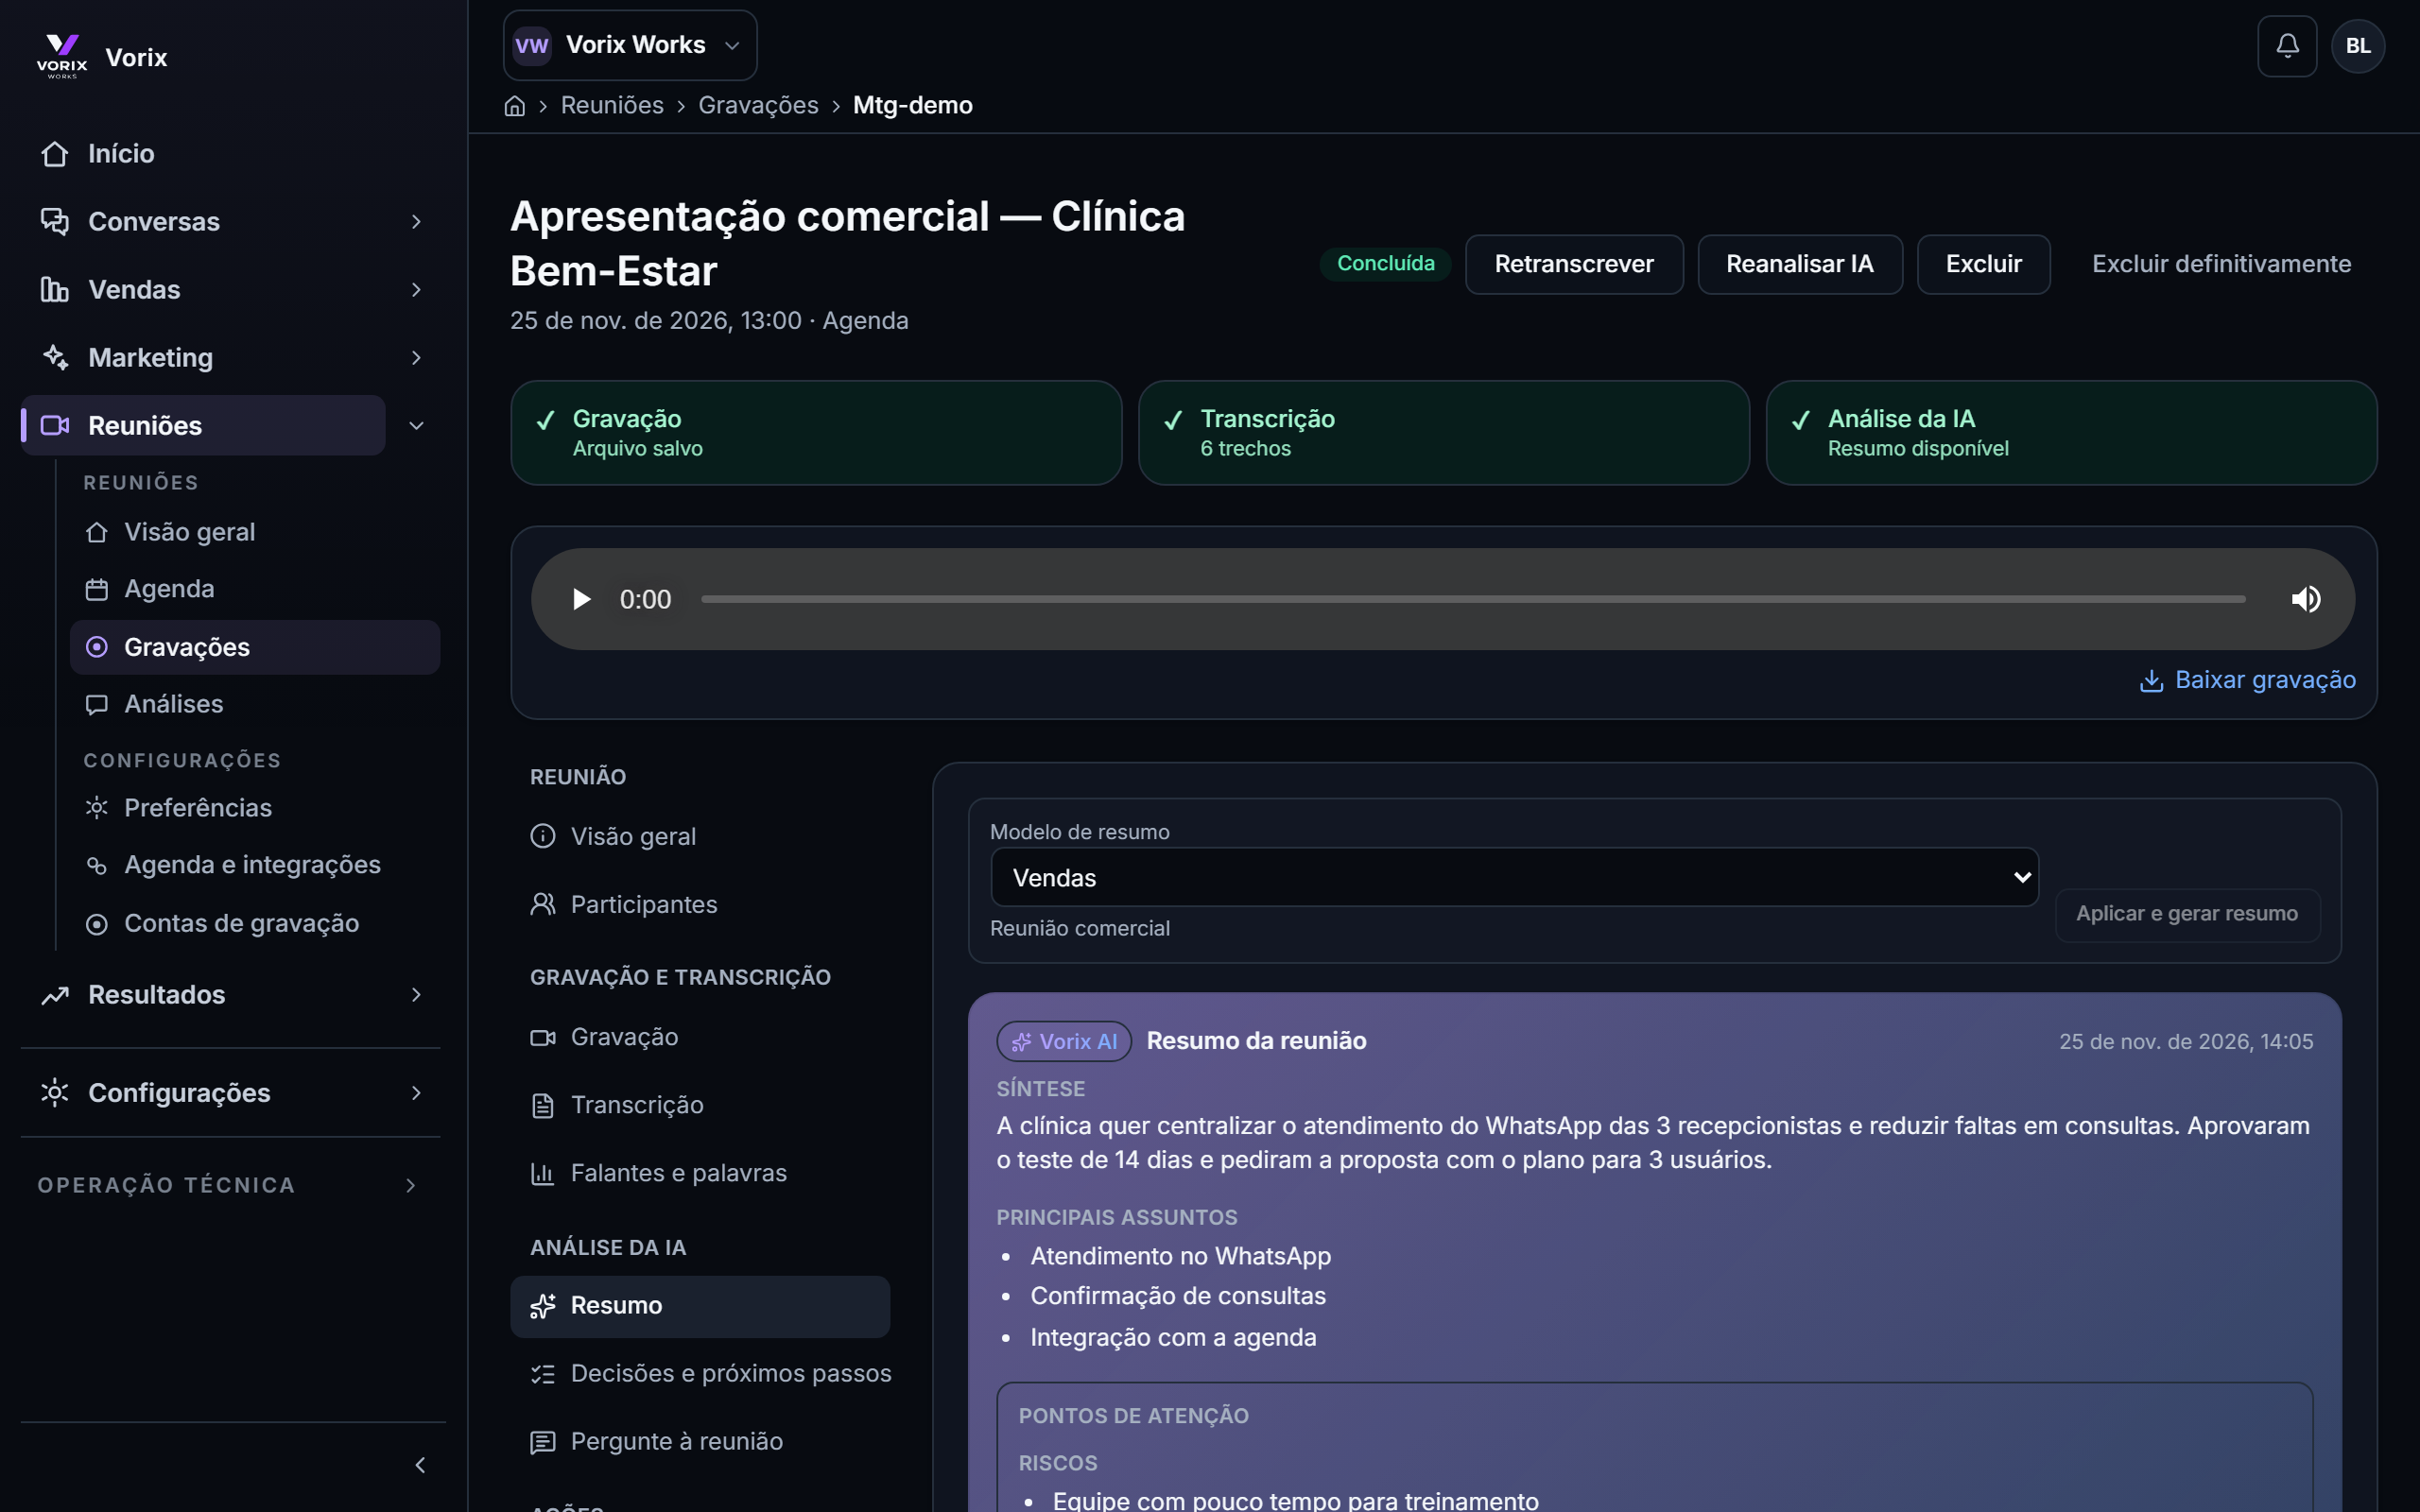 VORIX
WORKS
Vorix
Início
Conversas
Vendas
Marketing
Reuniões
REUNIÕES
Visão geral
Agenda
Gravações
Análises
CONFIGURAÇÕES
Preferências
Agenda e integrações
Contas de gravação
Resultados
Configurações
OPERAÇÃO TÉCNICA
VW Vorix Works
BL
Reuniões > Gravações > Mtg-demo
Apresentação comercial — Clínica
Bem-Estar
25 de nov. de 2026, 13:00 · Agenda
Concluída
Retranscrever
Reanalisar IA
Excluir
Excluir definitivamente
✓ Gravação
Arquivo salvo
✓ Transcrição
6 trechos
✓ Análise da IA
Resumo disponível
0:00
Baixar gravação
REUNIÃO
Visão geral
Participantes
GRAVAÇÃO E TRANSCRIÇÃO
Gravação
Transcrição
Falantes e palavras
ANÁLISE DA IA
Resumo
Decisões e próximos passos
Pergunte à reunião
AÇÕES
Modelo de resumo
Vendas
Reunião comercial
Aplicar e gerar resumo
Vorix AI
Resumo da reunião
25 de nov. de 2026, 14:05
SÍNTESE
A clínica quer centralizar o atendimento do WhatsApp das 3 recepcionistas e reduzir faltas em consultas. Aprovaram
o teste de 14 dias e pediram a proposta com o plano para 3 usuários.
PRINCIPAIS ASSUNTOS
• Atendimento no WhatsApp
• Confirmação de consultas
• Integração com a agenda
PONTOS DE ATENÇÃO
RISCOS
• Equipe com pouco tempo para treinamento